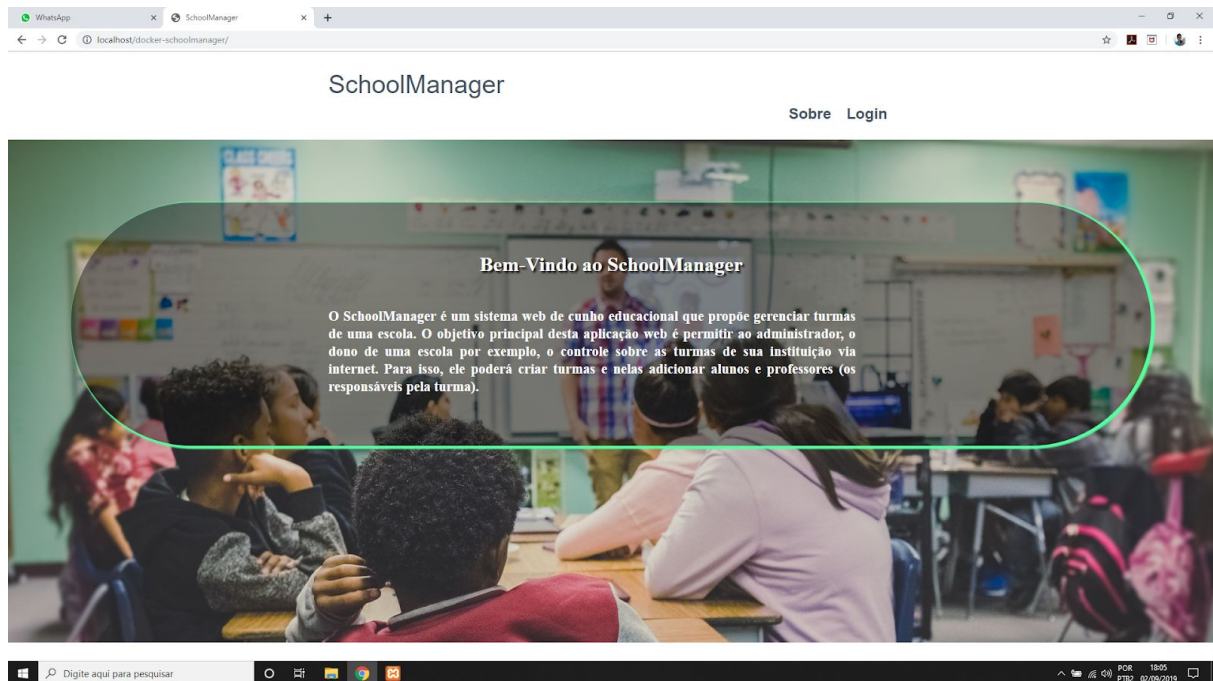 WhatsApp
SchoolManager
localhost/docker-schoolmanager/
SchoolManager
Sobre Login
Bem-Vindo ao SchoolManager
O SchoolManager é um sistema web de cunho educacional que propõe gerenciar turmas
de uma escola. O objetivo principal desta aplicação web é permitir ao administrador, o
dono de uma escola por exemplo, o controle sobre as turmas de sua instituição via
internet. Para isso, ele poderá criar turmas e nelas adicionar alunos e professores (os
responsáveis pela turma).
Digite aqui para pesquisar
POR 18:05
PTB2 02/09/2019